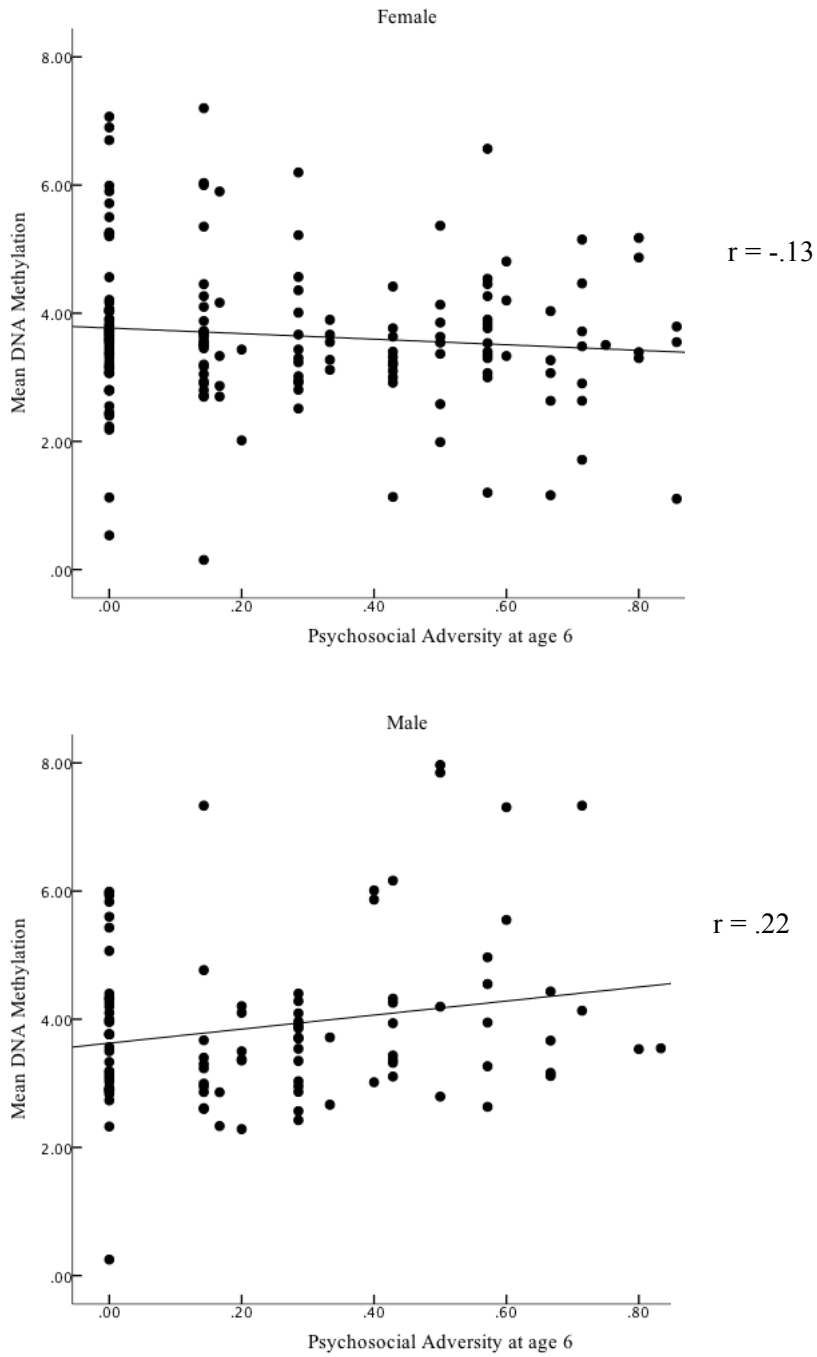 Female
8.00
6.00
r = -.13
4.00
Mean DNA Methylation
2.00
.00
.00 .20 .40 .60 .80
Psychosocial Adversity at age 6
Male
8.00
6.00
r = .22
4.00
Mean DNA Methylation
2.00
.00
.00 .20 .40 .60 .80
Psychosocial Adversity at age 6